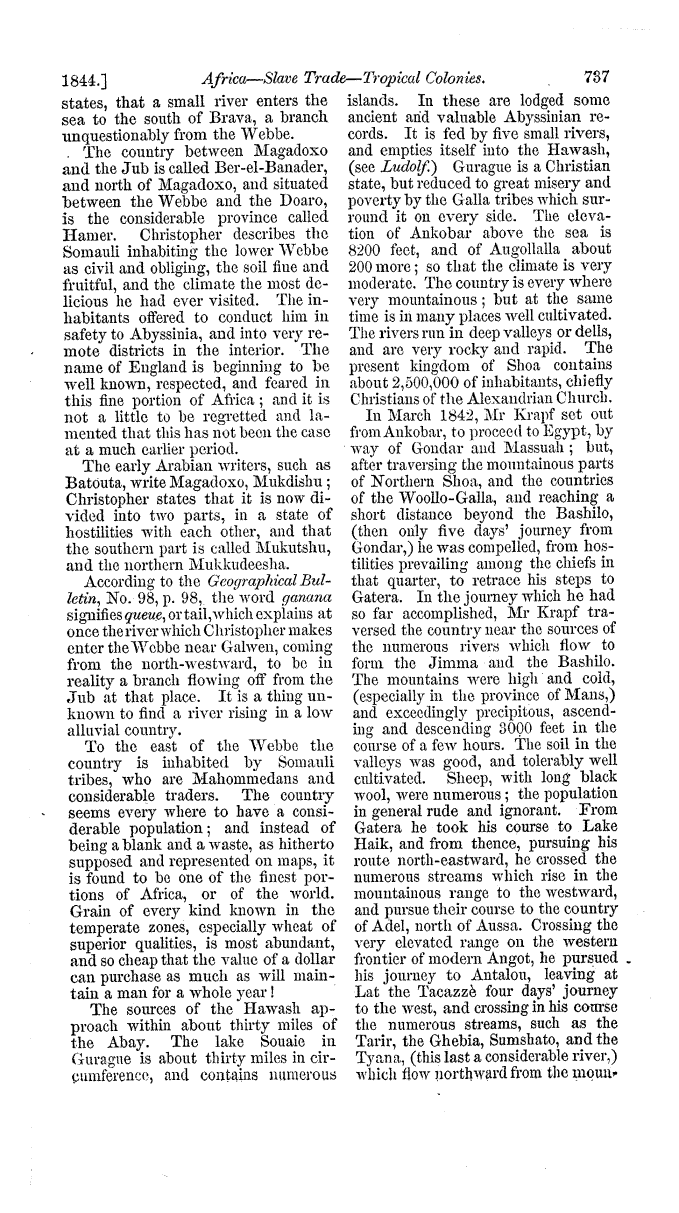 1844.] Africa—Slave Trade—Tropical Colonies. 737
states, that a small river enters the
sea to the south of Brava, a branch
unquestionably from the Webbe.
The country between Magadoxo
and the Jub is called Ber-el-Banader,
and north of Magadoxo, and situated
between the Webbe and the Doaro,
is the considerable province called
Hamer. Christopher describes the
Somauli inhabiting the lower Webbe
as civil and obliging, the soil fine and
fruitful, and the climate the most de-
licious he had ever visited. The in-
habitants offered to conduct him in
safety to Abyssinia, and into very re-
mote districts in the interior. The
name of England is beginning to be
well known, respected, and feared in
this fine portion of Africa; and it is
not a little to be regretted and la-
mented that this has not been the case
at a much earlier period.
The early Arabian writers, such as
Batouta, write Magadoxo, Mukdishu;
Christopher states that it is now di-
vided into two parts, in a state of
hostilities with each other, and that
the southern part is called Mukutshu,
and the northern Mukkudeesha.
According to the Geographical Bul-
letin, No. 98, p. 98, the word ganana
signifies queue, or tail, which explains at
once the river which Christopher makes
enter the Webbe near Galwen, coming
from the north-westward, to be in
reality a branch flowing off from the
Jub at that place. It is a thing un-
known to find a river rising in a low
alluvial country.
To the east of the Webbe the
country is inhabited by Somauli
tribes, who are Mahommedans and
considerable traders. The country
seems every where to have a consi-
derable population; and instead of
being a blank and a waste, as hitherto
supposed and represented on maps, it
is found to be one of the finest por-
tions of Africa, or of the world.
Grain of every kind known in the
temperate zones, especially wheat of
superior qualities, is most abundant,
and so cheap that the value of a dollar
can purchase as much as will main-
tain a man for a whole year!
The sources of the Hawash ap-
proach within about thirty miles of
the Abay. The lake Souaie in
Gurague is about thirty miles in cir-
cumference, and contains numerous
islands. In these are lodged some
ancient and valuable Abyssinian re-
cords. It is fed by five small rivers,
and empties itself into the Hawash,
(see Ludolf.) Gurague is a Christian
state, but reduced to great misery and
poverty by the Galla tribes which sur-
round it on every side. The eleva-
tion of Ankobar above the sea is
8200 feet, and of Augollalla about
200 more; so that the climate is very
moderate. The country is every where
very mountainous; but at the same
time is in many places well cultivated.
The rivers run in deep valleys or dells,
and are very rocky and rapid. The
present kingdom of Shoa contains
about 2,500,000 of inhabitants, chiefly
Christians of the Alexandrian Church.
In March 1842, Mr Krapf set out
from Ankobar, to proceed to Egypt, by
way of Gondar and Massuah; but,
after traversing the mountainous parts
of Northern Shoa, and the countries
of the Woollo-Galla, and reaching a
short distance beyond the Bashilo,
(then only five days' journey from
Gondar,) he was compelled, from hos-
tilities prevailing among the chiefs in
that quarter, to retrace his steps to
Gatera. In the journey which he had
so far accomplished, Mr Krapf tra-
versed the country near the sources of
the numerous rivers which flow to
form the Jimma and the Bashilo.
The mountains were high and cold,
(especially in the province of Mans,)
and exceedingly precipitous, ascend-
ing and descending 3000 feet in the
course of a few hours. The soil in the
valleys was good, and tolerably well
cultivated. Sheep, with long black
wool, were numerous; the population
in general rude and ignorant. From
Gatera he took his course to Lake
Haik, and from thence, pursuing his
route north-eastward, he crossed the
numerous streams which rise in the
mountainous range to the westward,
and pursue their course to the country
of Adel, north of Aussa. Crossing the
very elevated range on the western
frontier of modern Angot, he pursued
his journey to Antalou, leaving at
Lat the Tacazzè four days' journey
to the west, and crossing in his course
the numerous streams, such as the
Tarir, the Ghebia, Sumshato, and the
Tyana, (this last a considerable river,)
which flow northward from the moun-